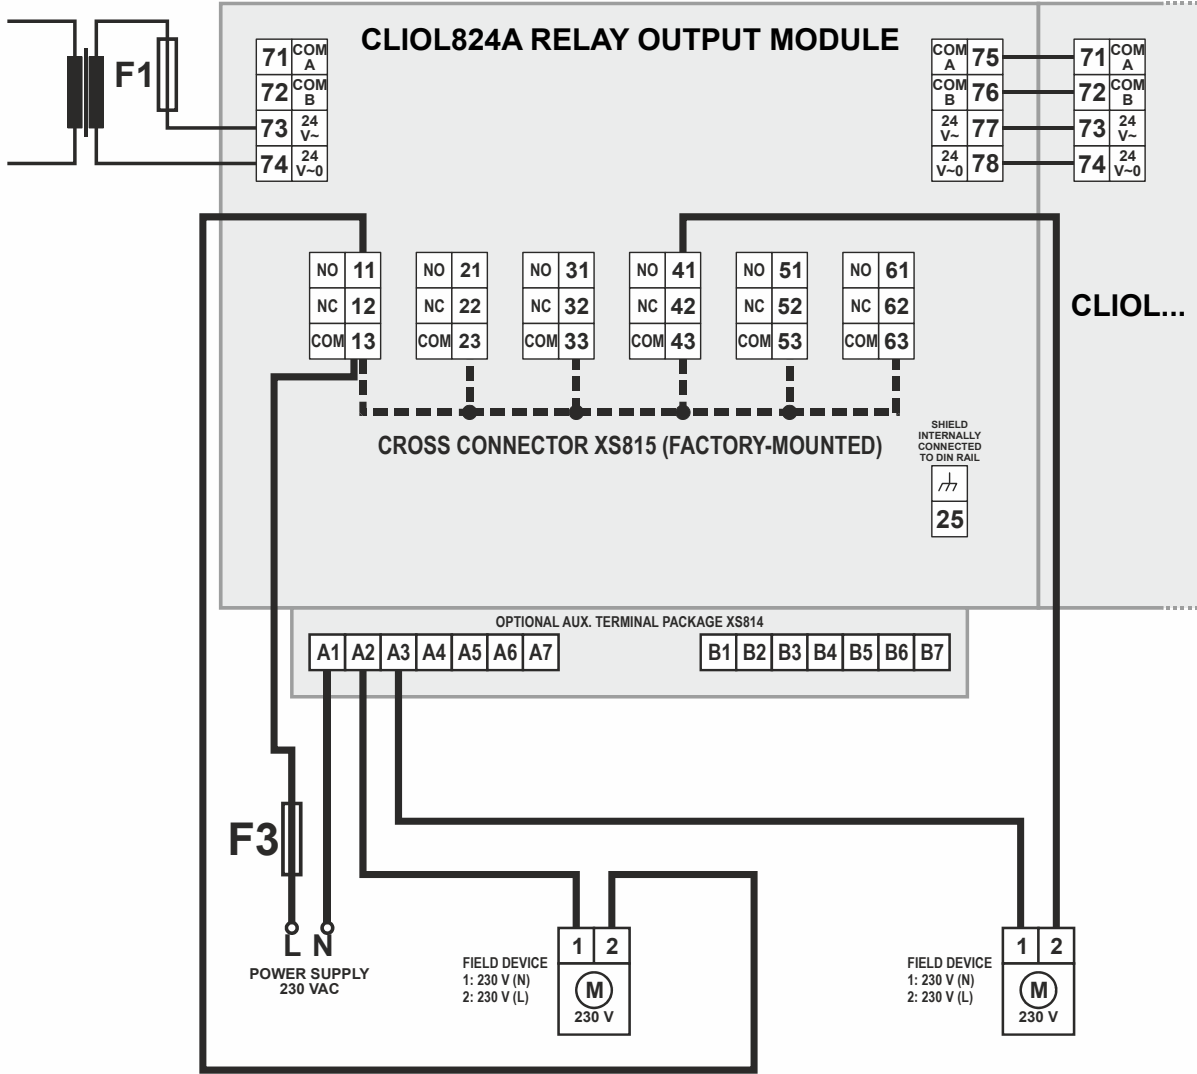 CLIOL824A RELAY OUTPUT MODULE
F1
71 COM A
72 COM B
73 24 V~
74 24 V~0
COM A 75
COM B 76
24 V~ 77
24 V~0 78
71 COM A
72 COM B
73 24 V~
74 24 V~0
NO 11 NO 21 NO 31 NO 41 NO 51 NO 61
NC 12 NC 22 NC 32 NC 42 NC 52 NC 62
COM 13 COM 23 COM 33 COM 43 COM 53 COM 63
CLIOL...
CROSS CONNECTOR XS815 (FACTORY-MOUNTED)
SHIELD
INTERNALLY
CONNECTED
TO DIN RAIL
25
OPTIONAL AUX. TERMINAL PACKAGE XS814
A1 A2 A3 A4 A5 A6 A7 B1 B2 B3 B4 B5 B6 B7
F3
L N
POWER SUPPLY
230 VAC
FIELD DEVICE
1: 230 V (N)
2: 230 V (L)
1 2
M
230 V
FIELD DEVICE
1: 230 V (N)
2: 230 V (L)
1 2
M
230 V